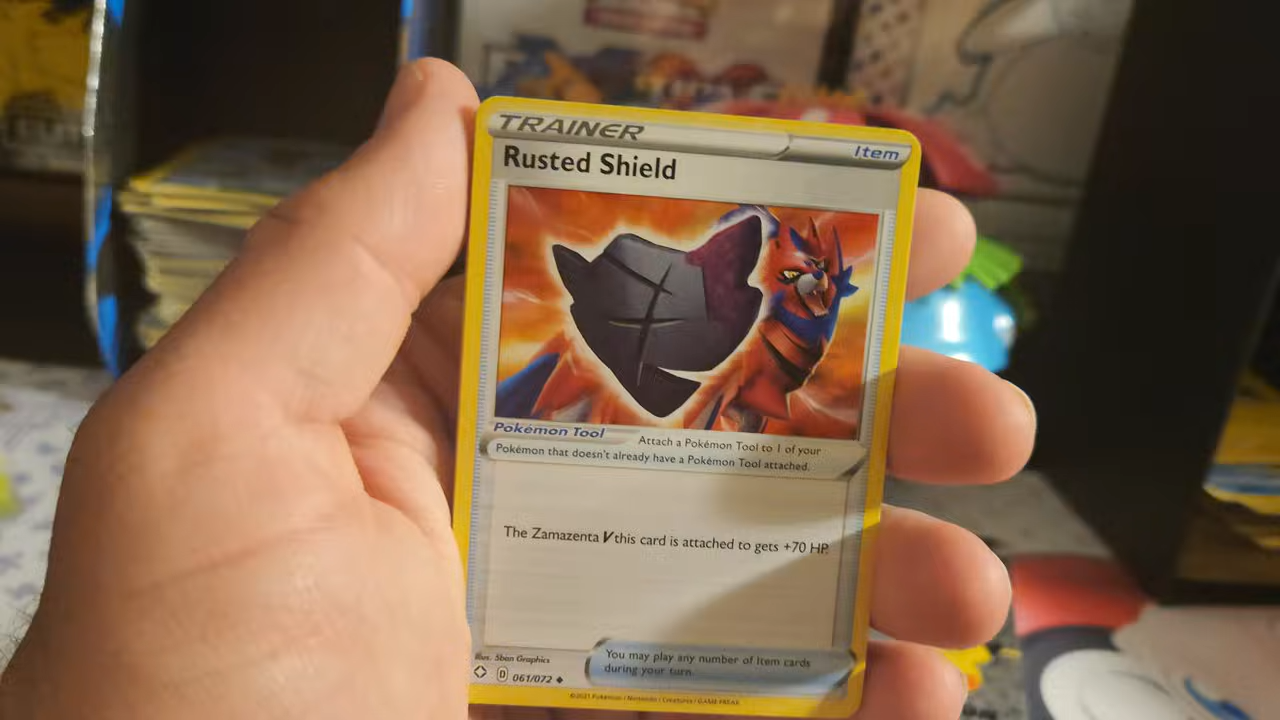 TRAINER
Item
Rusted Shield
Pokémon Tool
Attach a Pokémon Tool to 1 of your
Pokémon that doesn't already have a Pokémon Tool attached.
The Zamazenta V this card is attached to gets +70 HP.
You may play any number of Item cards
during your turn.
Illus. 5ban Graphics
D 061/072
©2021 Pokémon / Nintendo / Creatures / GAME FREAK